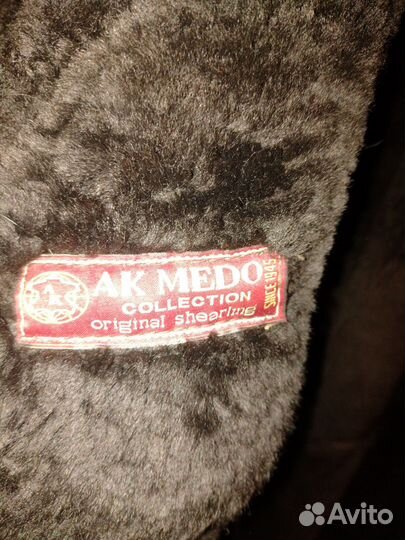 AK MEDO
COLLECTION
original shearling
SINCE 1945
Avito